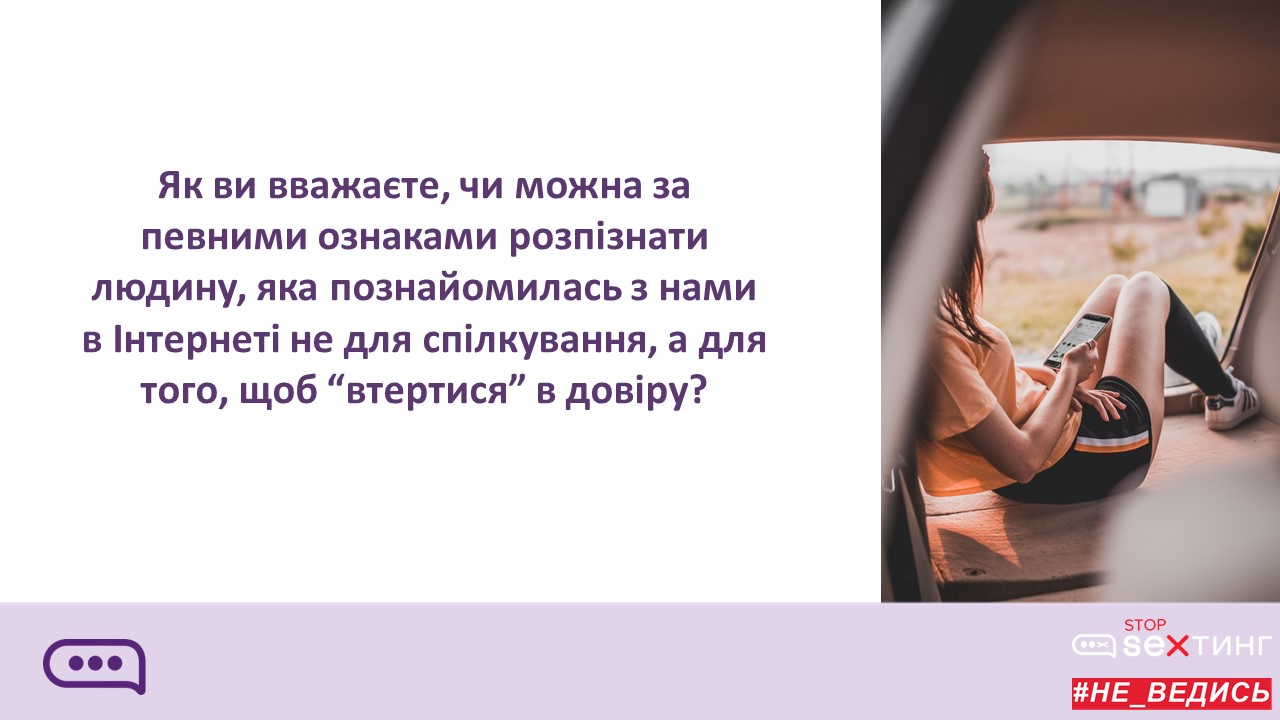 Як ви вважаєте, чи можна за
певними ознаками розпізнати
людину, яка познайомилась з нами
в Інтернеті не для спілкування, а для
того, щоб “втертися” в довіру?
STOP
sexтинг
#НЕ_ВЕДИСЬ